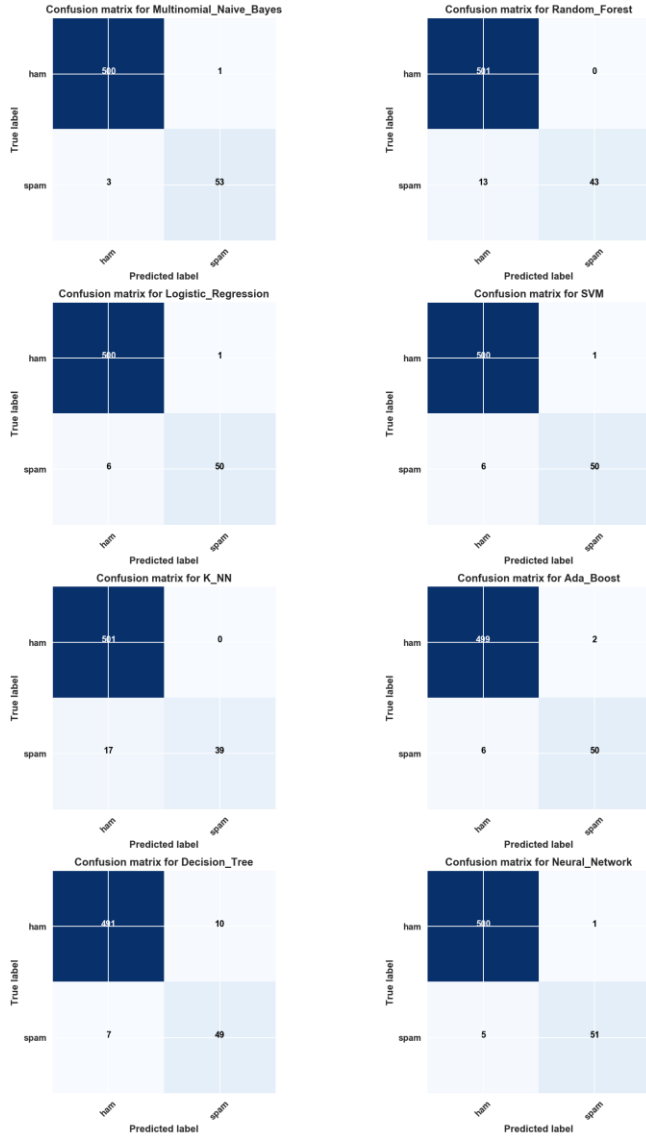 Confusion matrix for Multinomial_Naive_Bayes
ham
500
1
True label
spam
3
53
ham
spam
Predicted label
Confusion matrix for Random_Forest
ham
501
0
True label
spam
13
43
ham
spam
Predicted label
Confusion matrix for Logistic_Regression
ham
500
1
True label
spam
6
50
ham
spam
Predicted label
Confusion matrix for SVM
ham
500
1
True label
spam
6
50
ham
spam
Predicted label
Confusion matrix for K_NN
ham
501
0
True label
spam
17
39
ham
spam
Predicted label
Confusion matrix for Ada_Boost
ham
499
2
True label
spam
6
50
ham
spam
Predicted label
Confusion matrix for Decision_Tree
ham
491
10
True label
spam
7
49
ham
spam
Predicted label
Confusion matrix for Neural_Network
ham
500
1
True label
spam
5
51
ham
spam
Predicted label